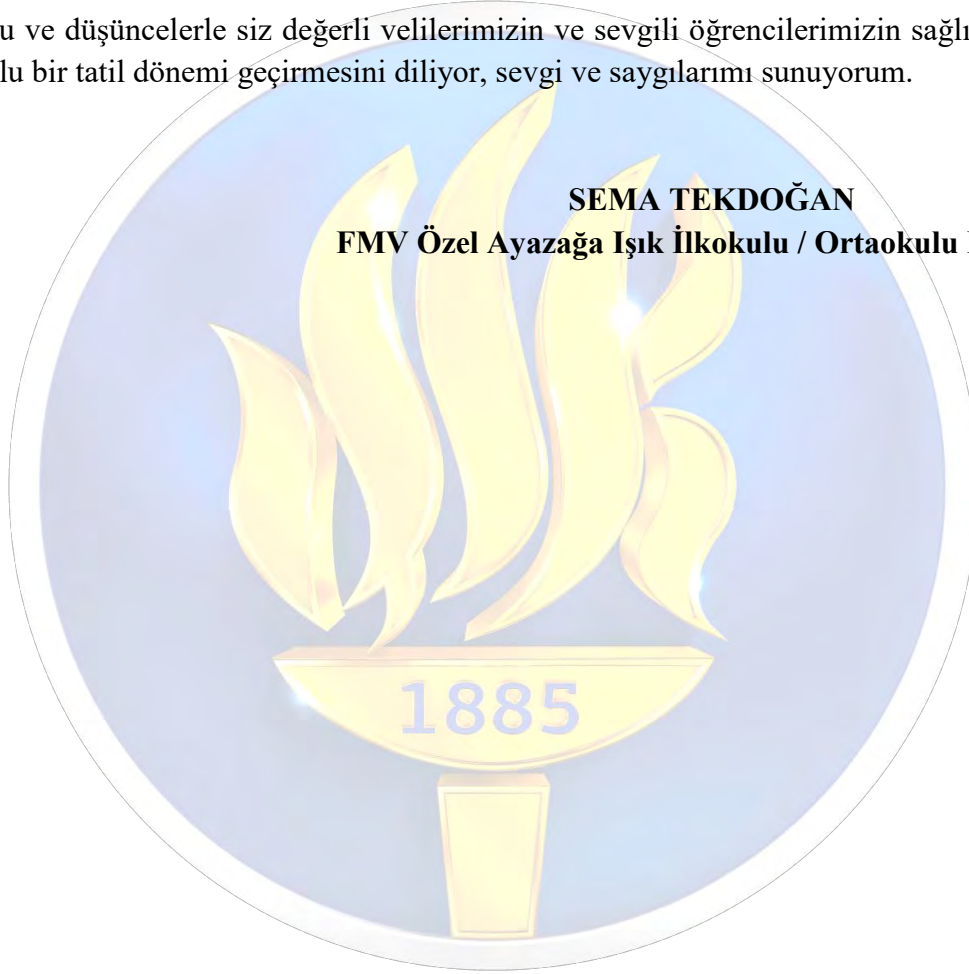 u ve düşüncelerle siz değerli velilerimizin ve sevgili öğrencilerimizin sağlı
lu bir tatil dönemi geçirmesini diliyor, sevgi ve saygılarımı sunuyorum.
SEMA TEKDOĞAN
FMV Özel Ayazağa Işık İlkokulu / Ortaokulu
1885